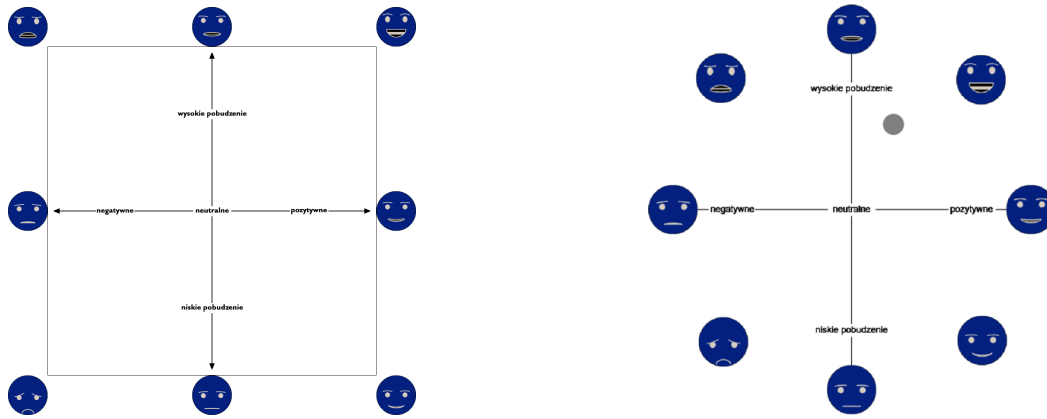 wysokie pobudzenie
negatywne
neutralne
pozytywne
niskie pobudzenie
wysokie pobudzenie
negatywne
neutralne
pozytywne
niskie pobudzenie